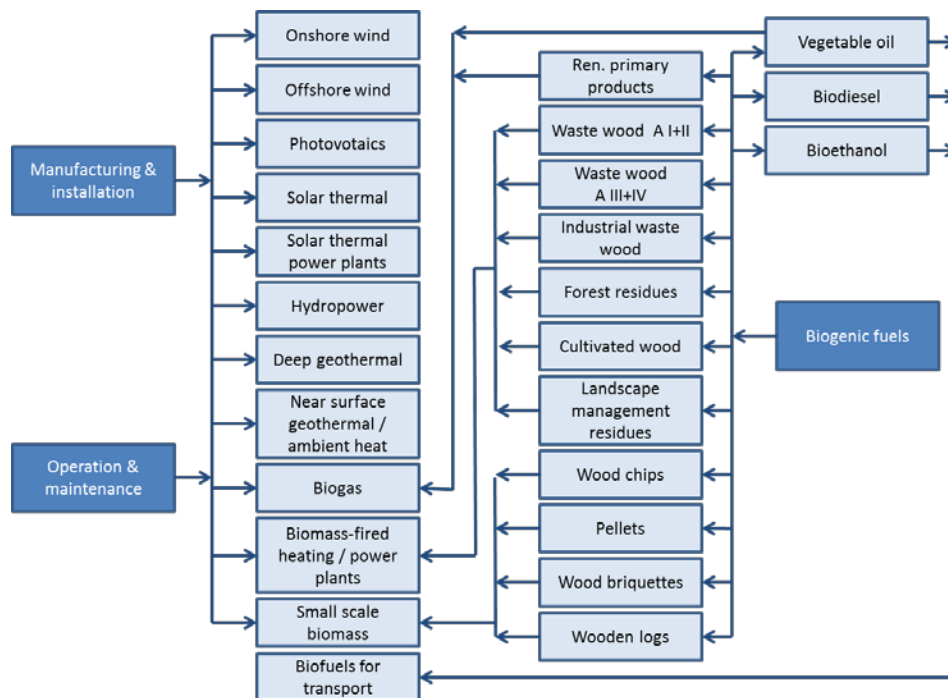 Manufacturing &
installation
Operation &
maintenance
Onshore wind
Offshore wind
Photovotaics
Solar thermal
Solar thermal
power plants
Hydropower
Deep geothermal
Near surface
geothermal /
ambient heat
Biogas
Biomass-fired
heating / power
plants
Small scale
biomass
Biofuels for
transport
Ren. primary
products
Waste wood A I+II
Waste wood
A III+IV
Industrial waste
wood
Forest residues
Cultivated wood
Landscape
management
residues
Wood chips
Pellets
Wood briquettes
Wooden logs
Vegetable oil
Biodiesel
Bioethanol
Biogenic fuels